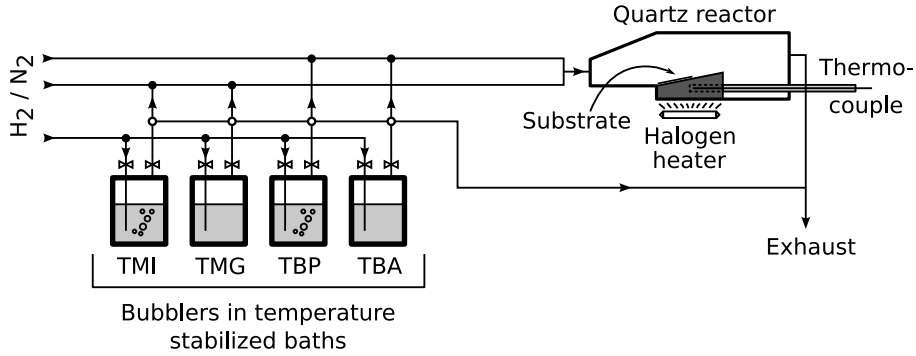 Quartz reactor
H2 / N2
Thermo-
couple
Substrate
Halogen
heater
TMI
TMG
TBP
TBA
Exhaust
Bubblers in temperature
stabilized baths